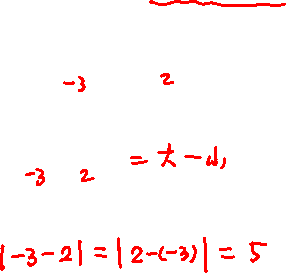 -3 2
-3 2 = 大 - 小
|-3-2| = |2-(-3)| = 5